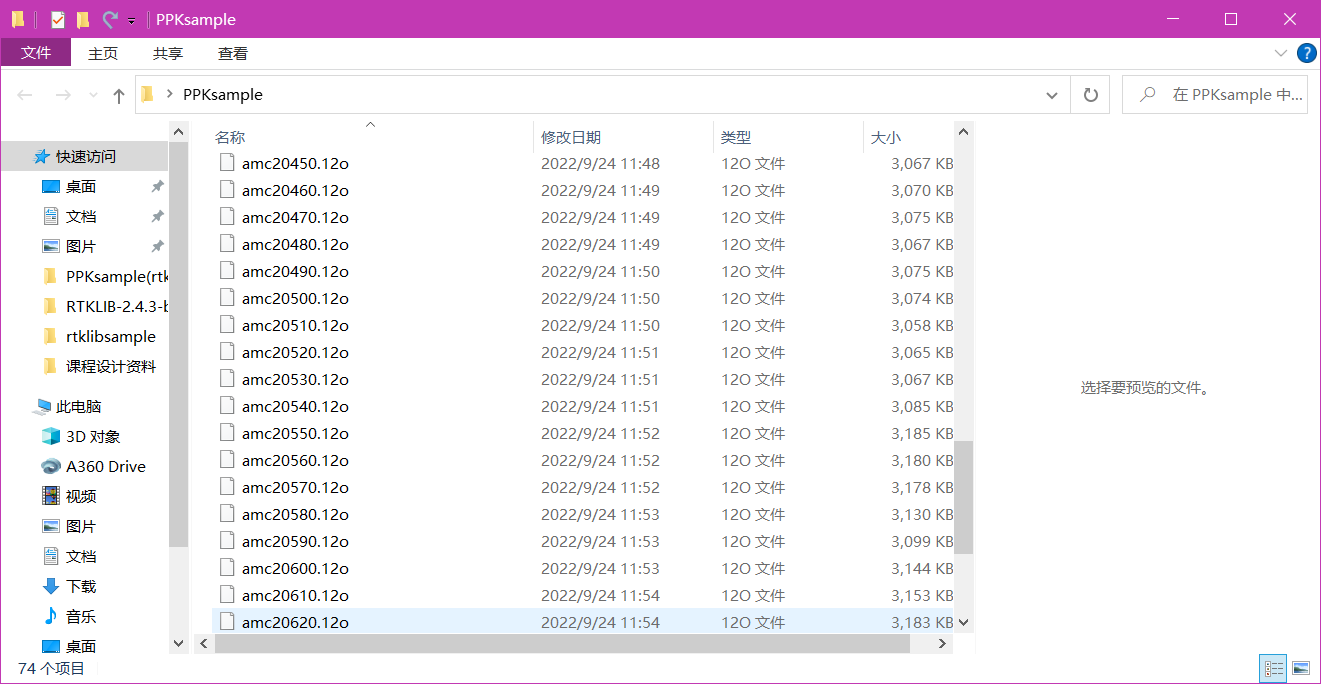 PPKsample
文件 主页 共享 查看
PPKsample
在 PPKsample 中...
快速访问
桌面
文档
图片
PPKsample(rtk
RTKLIB-2.4.3-b
rtklibsample
课程设计资料
此电脑
3D 对象
A360 Drive
视频
图片
文档
下载
音乐
桌面
名称 修改日期 类型 大小
amc20450.12o 2022/9/24 11:48 12O 文件 3,067 KB
amc20460.12o 2022/9/24 11:49 12O 文件 3,070 KB
amc20470.12o 2022/9/24 11:49 12O 文件 3,075 KB
amc20480.12o 2022/9/24 11:49 12O 文件 3,067 KB
amc20490.12o 2022/9/24 11:50 12O 文件 3,075 KB
amc20500.12o 2022/9/24 11:50 12O 文件 3,074 KB
amc20510.12o 2022/9/24 11:50 12O 文件 3,058 KB
amc20520.12o 2022/9/24 11:51 12O 文件 3,065 KB
amc20530.12o 2022/9/24 11:51 12O 文件 3,067 KB
amc20540.12o 2022/9/24 11:51 12O 文件 3,085 KB
amc20550.12o 2022/9/24 11:52 12O 文件 3,185 KB
amc20560.12o 2022/9/24 11:52 12O 文件 3,180 KB
amc20570.12o 2022/9/24 11:52 12O 文件 3,178 KB
amc20580.12o 2022/9/24 11:53 12O 文件 3,130 KB
amc20590.12o 2022/9/24 11:53 12O 文件 3,099 KB
amc20600.12o 2022/9/24 11:53 12O 文件 3,144 KB
amc20610.12o 2022/9/24 11:54 12O 文件 3,153 KB
amc20620.12o 2022/9/24 11:54 12O 文件 3,183 KB
选择要预览的文件。
74 个项目